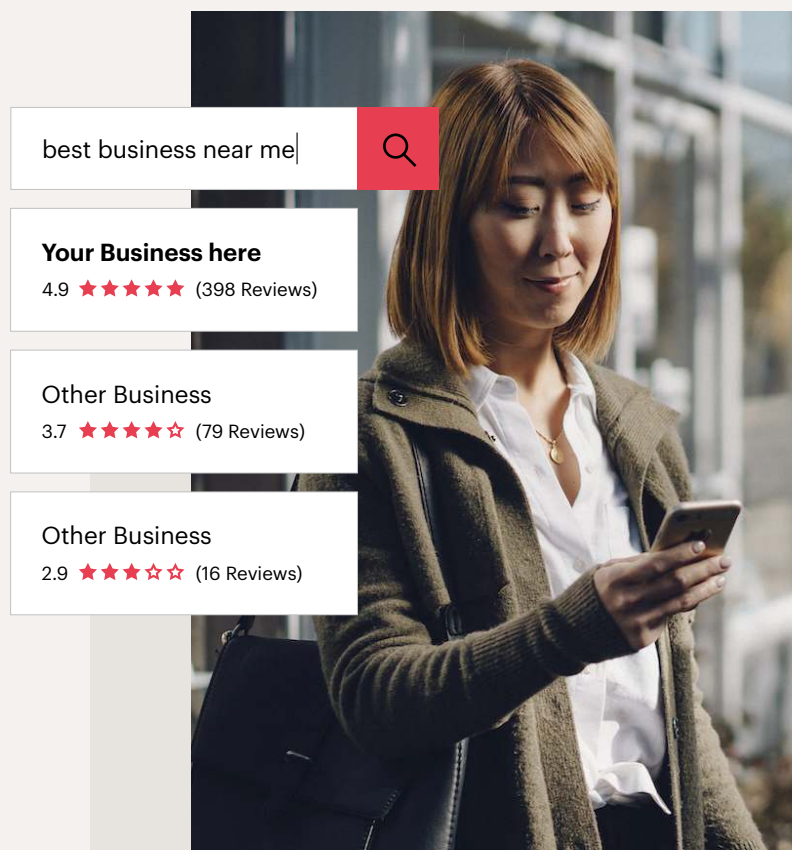 best business near me
Your Business here
4.9 ★★★★★ (398 Reviews)
Other Business
3.7 ★★★★☆ (79 Reviews)
Other Business
2.9 ★★★☆☆ (16 Reviews)